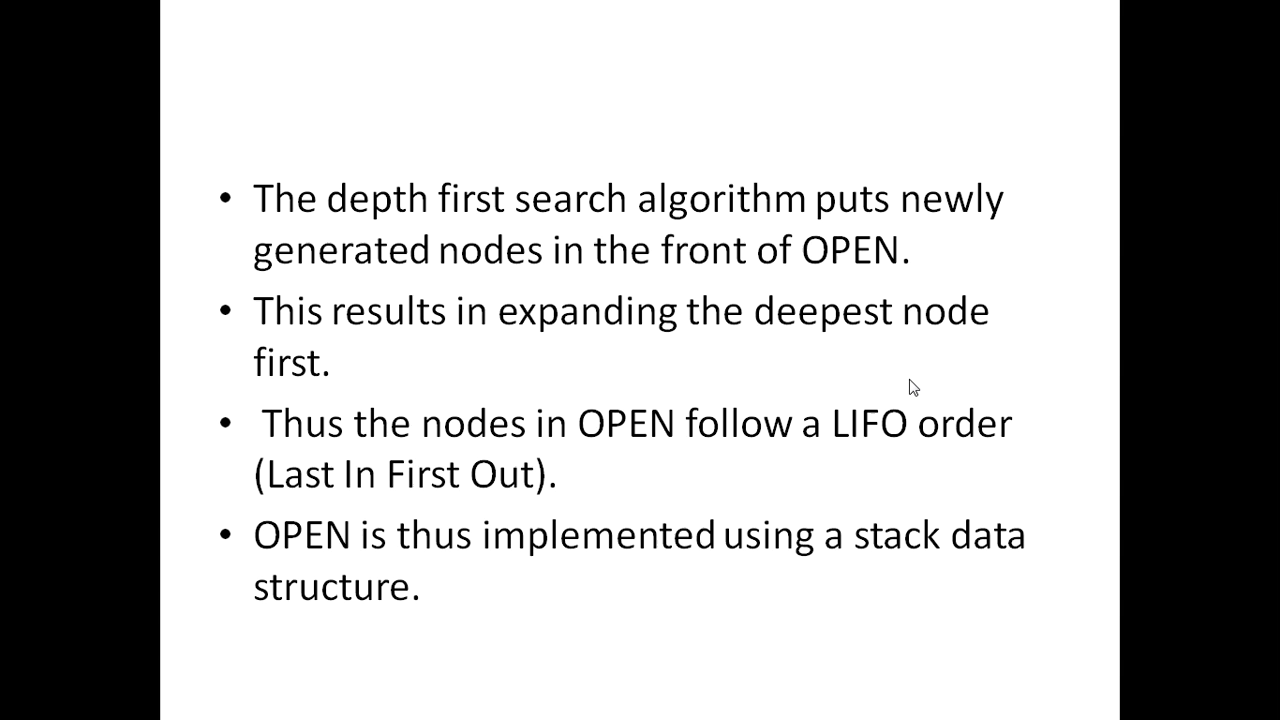 • The depth first search algorithm puts newly
generated nodes in the front of OPEN.
• This results in expanding the deepest node
first.
• Thus the nodes in OPEN follow a LIFO order
(Last In First Out).
• OPEN is thus implemented using a stack data
structure.